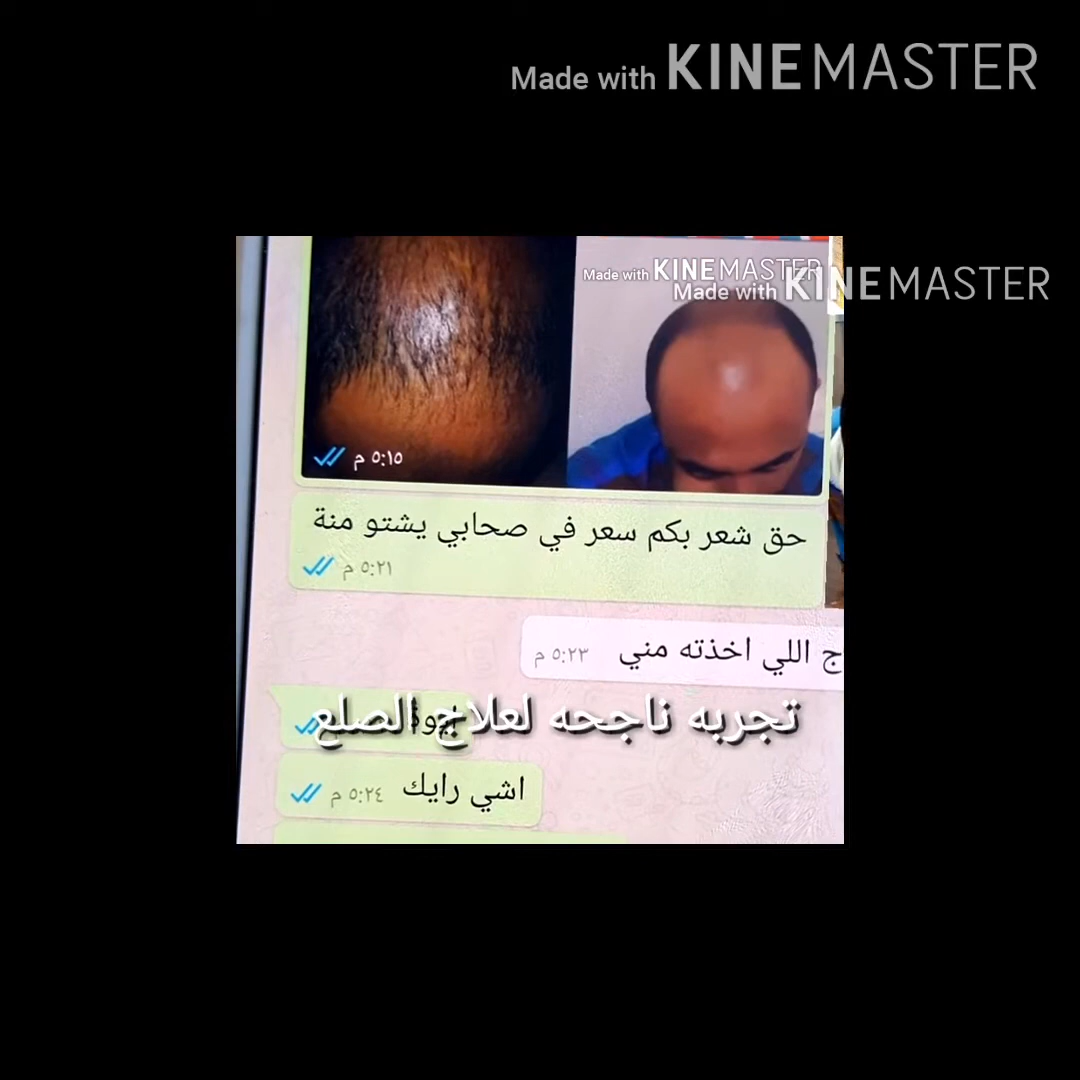 Made with KINEMASTER
Made with KINEMASTER
Made with KINEMASTER
٥:١٥ م
حق شعر بكم سعر في صحابي يشتو منة
٥:٢١ م
ج اللي اخذته مني
٥:٢٣ م
تجربه ناجحه لعلاج الصلع
اشي رايك
٥:٢٤ م